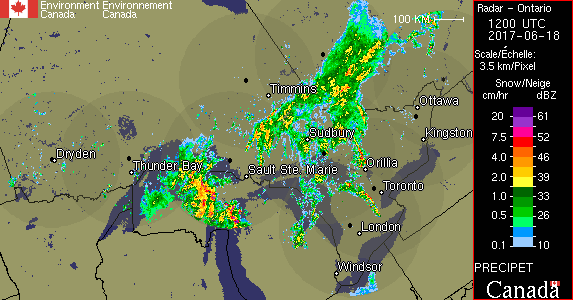 Environment Environnement
Canada Canada
100 KM
Timmins
Ottawa
Sudbury
Kingston
Dryden
Thunder Bay
Orillia
Sault Ste. Marie
Toronto
London
Windsor
Radar - Ontario
1200 UTC
2017-06-18
Scale/Échelle:
3.5 km/Pixel
Snow/Neige
cm/hr dBZ
20 61
7.5 52
4.0 46
2.0 39
1.0 33
0.5 26
0.1 10
PRECIPET
Canada